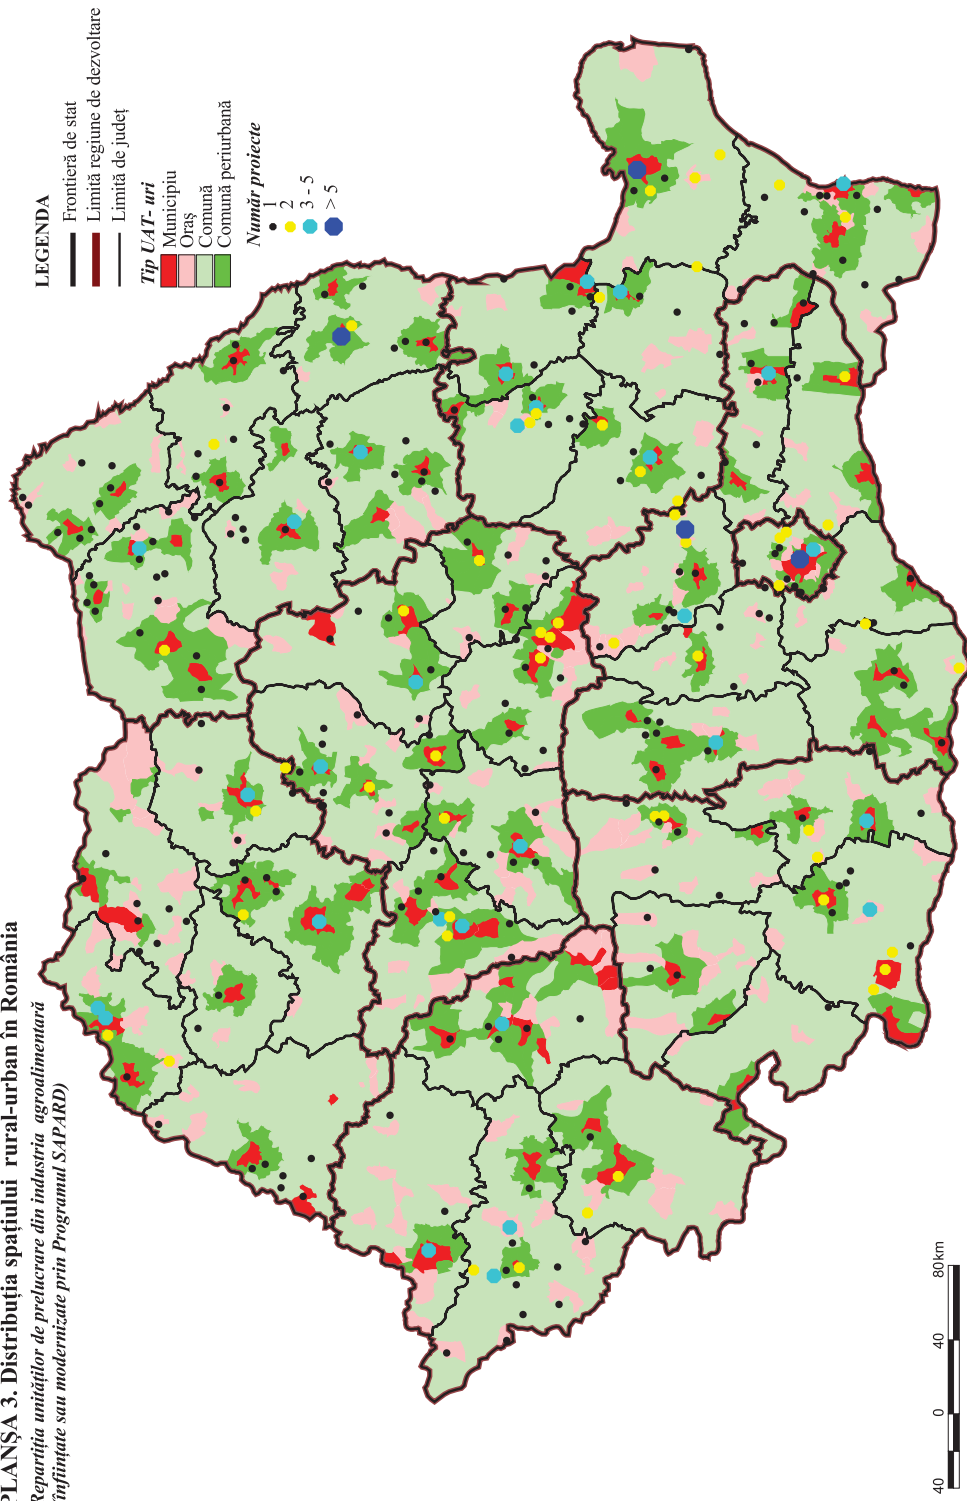 PLANȘA 3. Distribuția spațiului rural-urban în România
Repartiția unităților de prelucrare din industria agroalimentară
înființate sau modernizate prin Programul SAPARD)
LEGENDA
Frontieră de stat
Limită regiune de dezvoltare
Limită de județ
Tip UAT- uri
Municipiu
Oraș
Comună
Comună periurbană
Număr proiecte
1
2
3 - 5
> 5
40 0 40 80 km